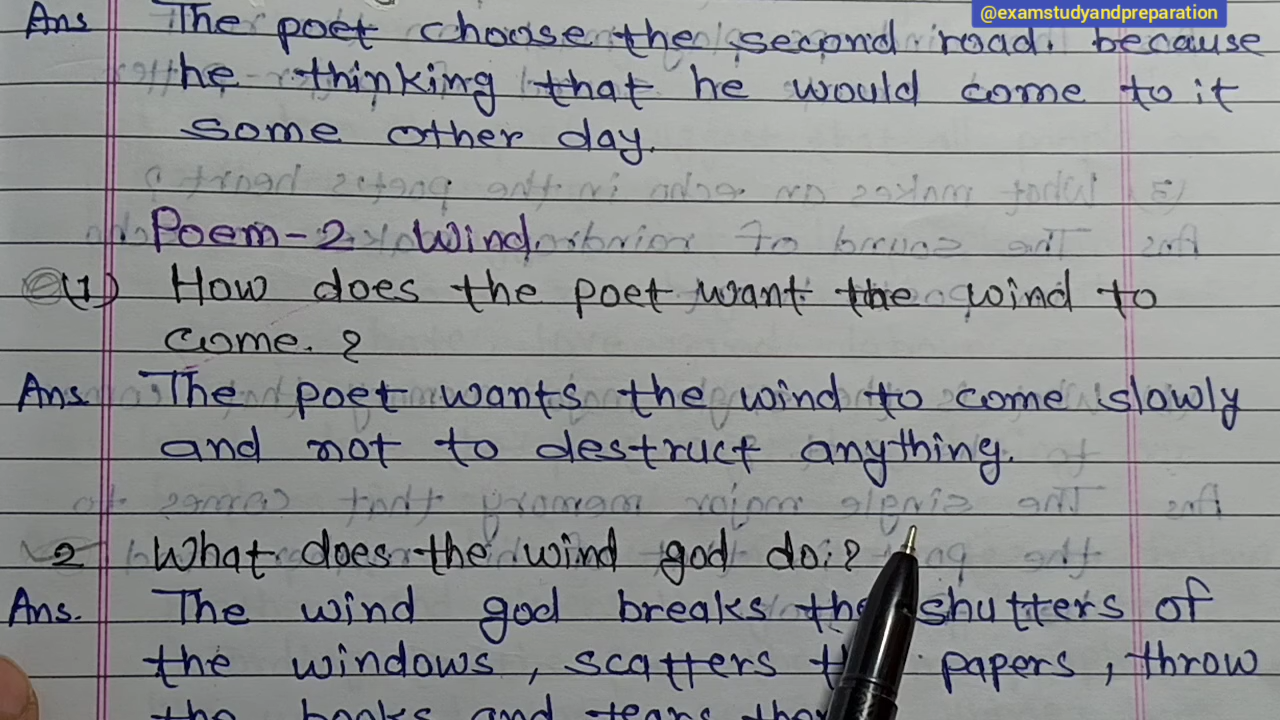 @examstudyandpreparation
Ans The poet choose the second road. because
he thinking that he would come to it
some other day.
Poem-2 Wind
(1) How does the poet want the wind to
come. ?
Ans. The poet wants the wind to come slowly
and not to destruct anything.
2 What does the wind god do:?
Ans. The wind god breaks the shutters of
the windows, scatters papers, throw
the books and tears